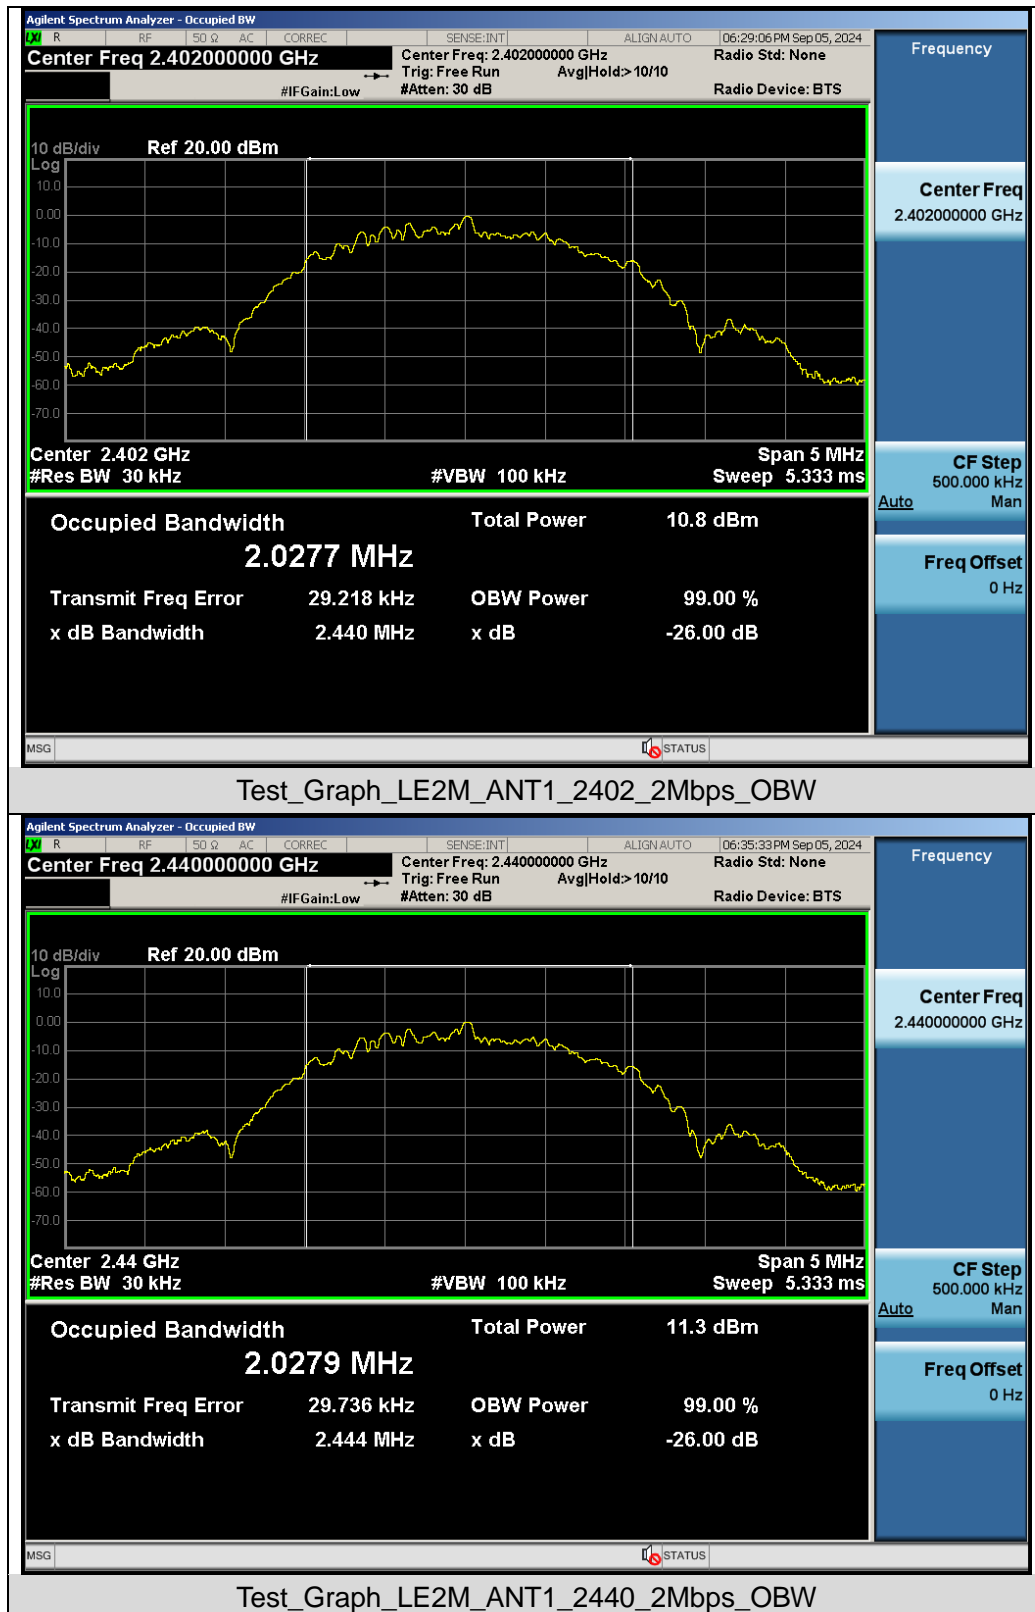 Agilent Spectrum Analyzer - Occupied BW
LXI R RF 50 Ω AC CORREC SENSE:INT ALIGN AUTO 06:29:06 PM Sep 05, 2024
Center Freq 2.402000000 GHz
Center Freq: 2.402000000 GHz Radio Std: None
Trig: Free Run Avg|Hold:>10/10
#IFGain:Low #Atten: 30 dB Radio Device: BTS
Frequency
10 dB/div Ref 20.00 dBm
Log
10.0
0.00
-10.0
-20.0
-30.0
-40.0
-50.0
-60.0
-70.0
Center 2.402 GHz Span 5 MHz
#Res BW 30 kHz #VBW 100 kHz Sweep 5.333 ms
Center Freq
2.402000000 GHz
CF Step
500.000 kHz
Auto Man
Freq Offset
0 Hz
Occupied Bandwidth Total Power 10.8 dBm
2.0277 MHz
Transmit Freq Error 29.218 kHz OBW Power 99.00 %
x dB Bandwidth 2.440 MHz x dB -26.00 dB
MSG STATUS
Test_Graph_LE2M_ANT1_2402_2Mbps_OBW
Agilent Spectrum Analyzer - Occupied BW
LXI R RF 50 Ω AC CORREC SENSE:INT ALIGN AUTO 06:35:33 PM Sep 05, 2024
Center Freq 2.440000000 GHz
Center Freq: 2.440000000 GHz Radio Std: None
Trig: Free Run Avg|Hold:>10/10
#IFGain:Low #Atten: 30 dB Radio Device: BTS
Frequency
10 dB/div Ref 20.00 dBm
Log
10.0
0.00
-10.0
-20.0
-30.0
-40.0
-50.0
-60.0
-70.0
Center 2.44 GHz Span 5 MHz
#Res BW 30 kHz #VBW 100 kHz Sweep 5.333 ms
Center Freq
2.440000000 GHz
CF Step
500.000 kHz
Auto Man
Freq Offset
0 Hz
Occupied Bandwidth Total Power 11.3 dBm
2.0279 MHz
Transmit Freq Error 29.736 kHz OBW Power 99.00 %
x dB Bandwidth 2.444 MHz x dB -26.00 dB
MSG STATUS
Test_Graph_LE2M_ANT1_2440_2Mbps_OBW